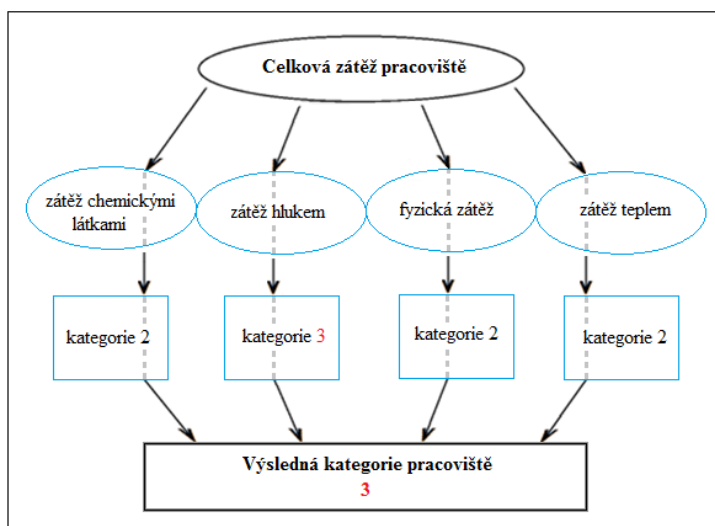 Celková zátěž pracoviště
zátěž chemickými
látkami
zátěž hlukem
fyzická zátěž
zátěž teplem
kategorie 2
kategorie 3
kategorie 2
kategorie 2
Výsledná kategorie pracoviště
3